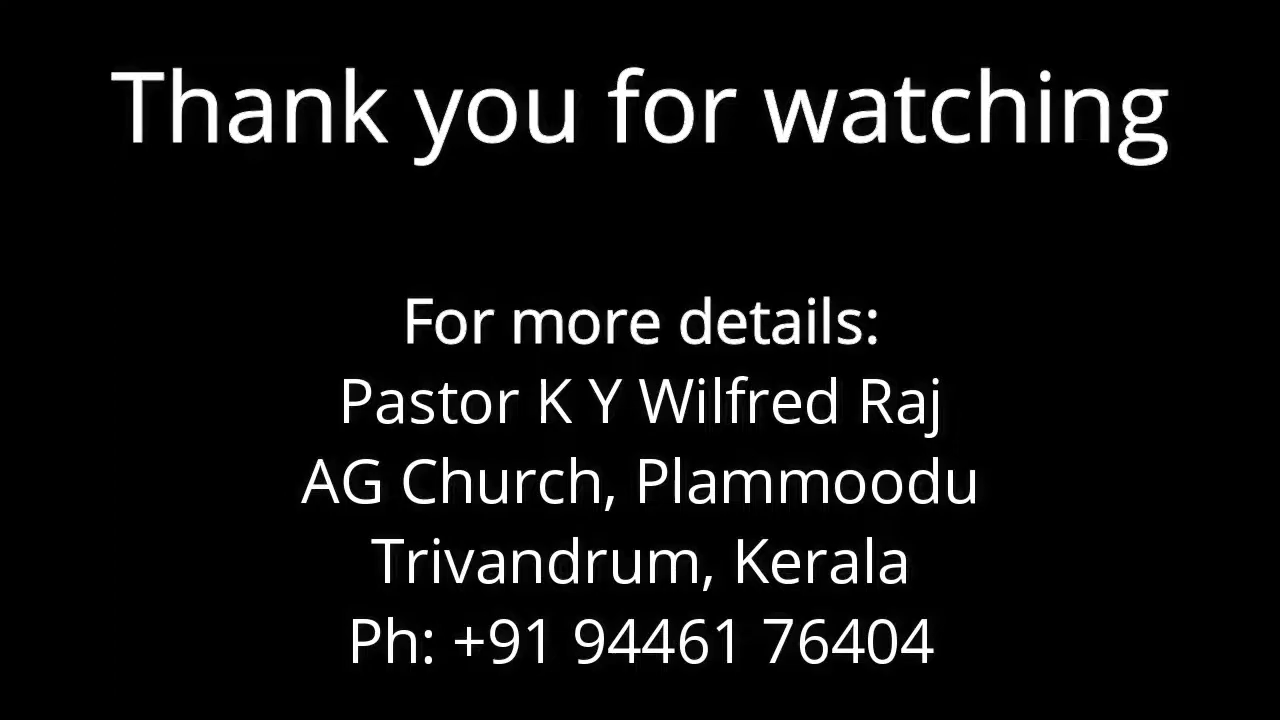 Thank you for watching
For more details:
Pastor K Y Wilfred Raj
AG Church, Plammoodu
Trivandrum, Kerala
Ph: +91 94461 76404